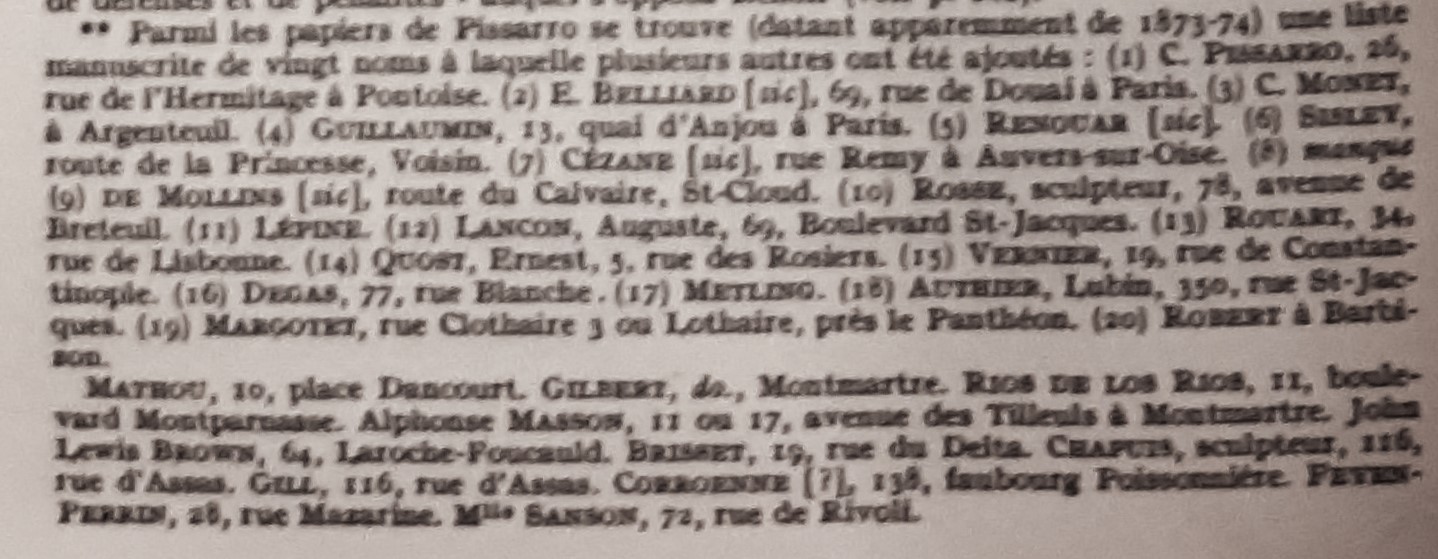 ** Parmi les papiers de Pissarro se trouve (datant apparemment de 1873-74) une liste
manuscrite de vingt noms à laquelle plusieurs autres ont été ajoutés : (1) C. PISSARRO, 26,
rue de l'Hermitage à Pontoise. (2) E. BELLIARD [sic], 69, rue de Douai à Paris. (3) C. MONET,
à Argenteuil. (4) GUILLAUMIN, 13, quai d'Anjou à Paris. (5) RENOUAR [sic]. (6) SISLEY,
route de la Princesse, Voisin. (7) CÉZANE [sic], rue Remy à Auvers-sur-Oise. (8) manque
(9) DE MOLLINS [sic], route du Calvaire, St-Cloud. (10) ROSSE, sculpteur, 78, avenue de
Breteuil. (11) LÉPINE. (12) LANCON, Auguste, 69, Boulevard St-Jacques. (13) ROUART, 34,
rue de Lisbonne. (14) QUOST, Ernest, 5, rue des Rosiers. (15) VERNIER, 19, rue de Constan-
tinople. (16) DEGAS, 77, rue Blanche. (17) METLING. (18) AUTHIER, Lubin, 350, rue St-Jac-
ques. (19) MARGOTET, rue Clothaire 3 ou Lothaire, près le Panthéon. (20) ROBERT à Barbi-
son.
MATHOU, 10, place Dancourt. GILBERT, do., Montmartre. RIOS DE LOS RIOS, 11, boule-
vard Montparnasse. Alphonse MASSON, 11 ou 17, avenue des Tilleuls à Montmartre. John
Lewis BROWN, 64, Laroche-Foucauld. BRISSET, 19, rue du Delta. CHAPUIS, sculpteur, 116,
rue d'Assas. GILL, 116, rue d'Assas. CORROENNE [?], 138, faubourg Poissonnière. FEYEN-
PERRIN, 28, rue Mazarine. Mlle SANSON, 72, rue de Rivoli.